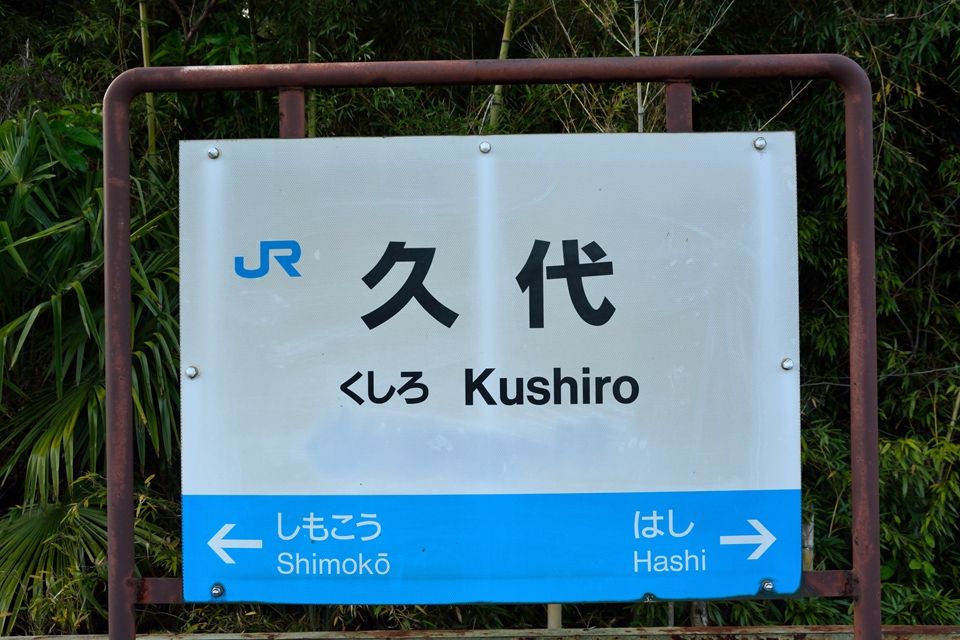 JR
久代
くしろ Kushiro
← しもこう
Shimokō
はし →
Hashi